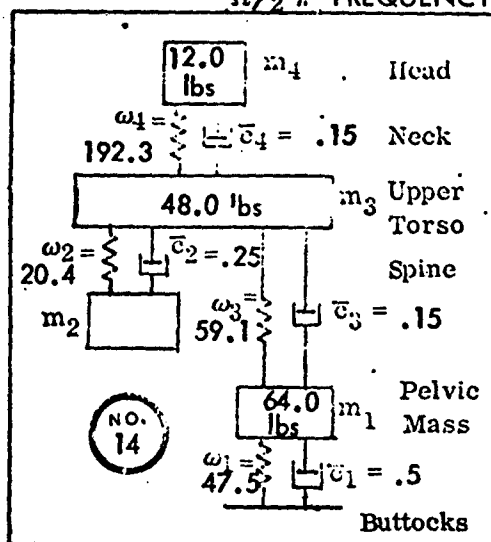 FREQUENCY
12.0 lbs
m4 Head
ω4 = 192.3
c̅4 = .15 Neck
48.0 lbs
m3 Upper Torso
ω2 = 20.4
c̅2 = .25
Spine
m2
ω3 = 59.1
c̅3 = .15
64.0 lbs
m1 Pelvic Mass
NO. 14
ω1 = 47.5
c̅1 = .5
Buttocks